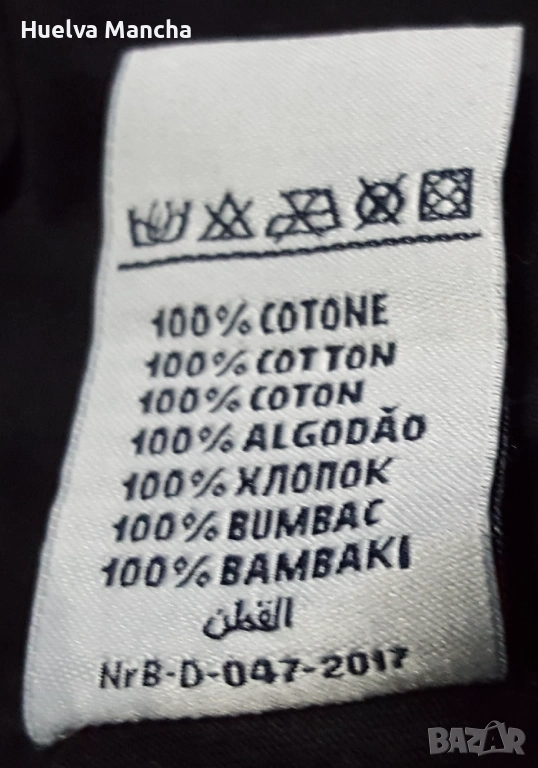 Huelva Mancha
100% COTONE
100% COTTON
100% COTON
100% ALGODÃO
100% ХЛОПОК
100% BUMBAC
100% BAMBAKI
القطن
NrB-D-047-2017
BAZAR